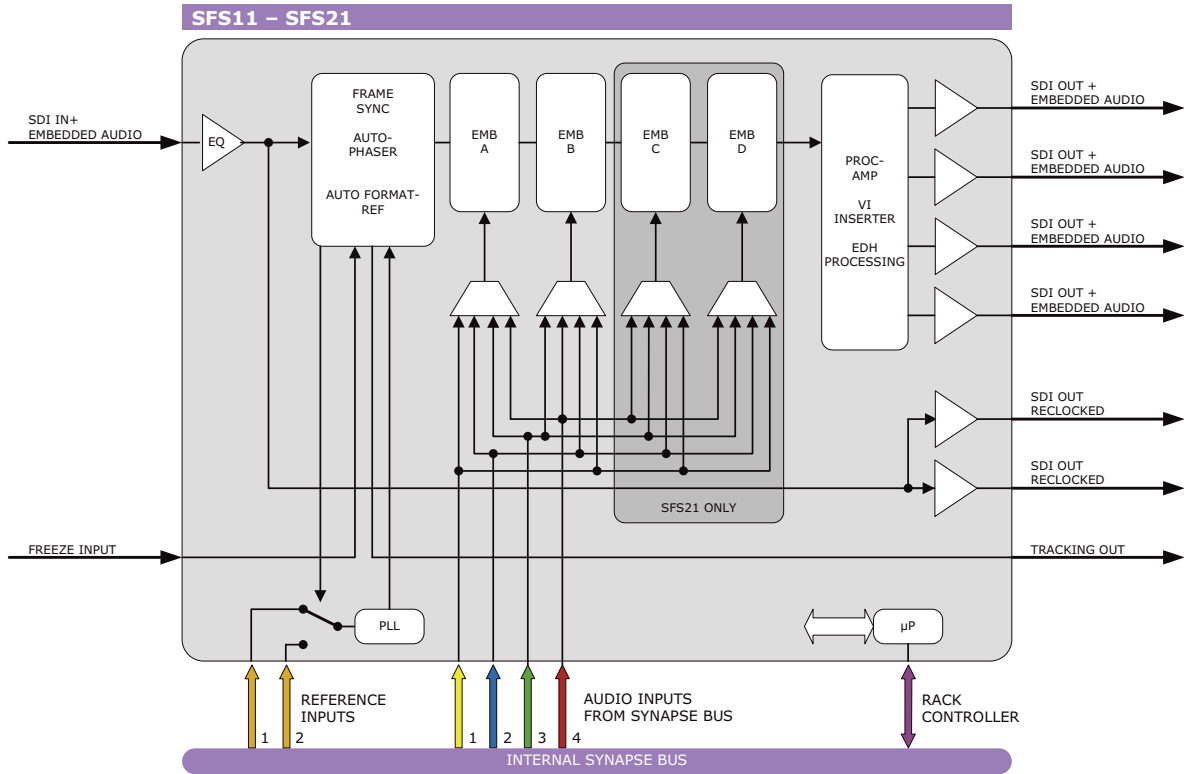 SFS11 – SFS21
SDI IN+
EMBEDDED AUDIO
EQ
FRAME
SYNC
AUTO-
PHASER
AUTO FORMAT-
REF
EMB
A
EMB
B
EMB
C
EMB
D
PROC-
AMP
VI
INSERTER
EDH
PROCESSING
SDI OUT +
EMBEDDED AUDIO
SDI OUT +
EMBEDDED AUDIO
SDI OUT +
EMBEDDED AUDIO
SDI OUT +
EMBEDDED AUDIO
SDI OUT
RECLOCKED
SDI OUT
RECLOCKED
SFS21 ONLY
FREEZE INPUT
TRACKING OUT
PLL
µP
REFERENCE
INPUTS
1
2
AUDIO INPUTS
FROM SYNAPSE BUS
1
2
3
4
RACK
CONTROLLER
INTERNAL SYNAPSE BUS